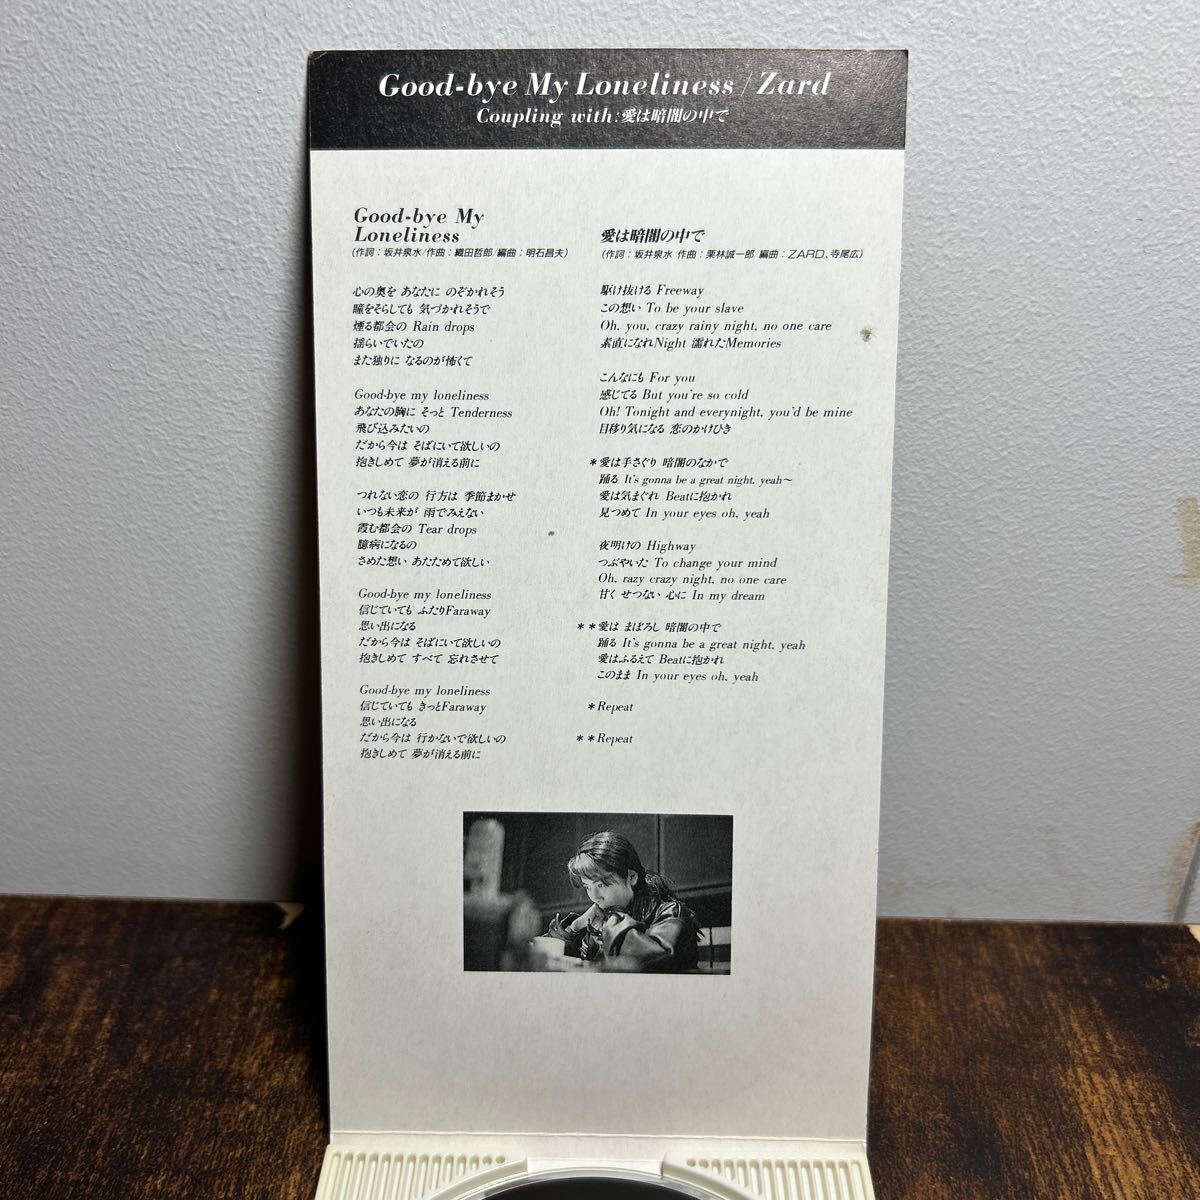 Good-bye My Loneliness / Zard
Coupling with:愛は暗闇の中で
Good-bye My
Loneliness
(作詞:坂井泉水/作曲:織田哲郎/編曲:明石昌夫)
心の奥を あなたに のぞかれそう
瞳をそらしても 気づかれそうで
煙る都会の Rain drops
揺らいでいたの
また独りに なるのが怖くて
Good-bye my loneliness
あなたの胸に そっと Tenderness
飛び込みたいの
だから今は そばにいて欲しいの
抱きしめて 夢が消える前に
つれない恋の 行方は 季節まかせ
いつも未来が 雨でみえない
霞む都会の Tear drops
臆病になるの
さめた想い あたためて欲しい
Good-bye my loneliness
信じていても ふたりFaraway
思い出になる
だから今は そばにいて欲しいの
抱きしめて すべて 忘れさせて
Good-bye my loneliness
信じていても きっとFaraway
思い出になる
だから今は 行かないで欲しいの
抱きしめて 夢が消える前に
愛は暗闇の中で
(作詞:坂井泉水 作曲:栗林誠一郎 編曲:ZARD、寺尾広)
駆け抜ける Freeway
この想い To be your slave
Oh, you, crazy rainy night, no one care
素直になれNight 濡れたMemories
こんなにも For you
感じてる But you're so cold
Oh! Tonight and everynight, you'd be mine
目移り気になる 恋のかけひき
*愛は手さぐり 暗闇のなかで
踊る It's gonna be a great night, yeah〜
愛は気まぐれ Beatに抱かれ
見つめて In your eyes oh, yeah
夜明けの Highway
つぶやいた To change your mind
Oh, razy crazy night, no one care
甘く せつない 心に In my dream
**愛は まぼろし 暗闇の中で
踊る It's gonna be a great night, yeah
愛はふるえて Beatに抱かれ
このまま In your eyes oh, yeah
*Repeat
**Repeat